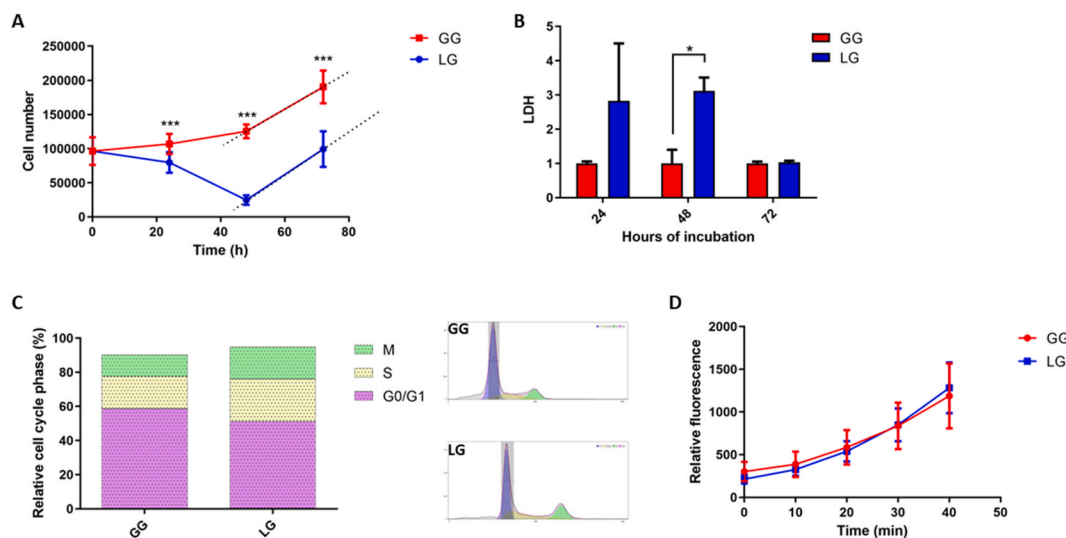 A
250000
200000
150000
100000
50000
0
Cell number
***
***
***
0 20 40 60 80
Time (h)
GG
LG
B
5
4
3
2
1
0
LDH
*
24 48 72
Hours of incubation
GG
LG
C
100
80
60
40
20
0
Relative cell cycle phase (%)
GG LG
M
S
G0/G1
GG
LG
D
2000
1500
1000
500
0
Relative fluorescence
0 10 20 30 40 50
Time (min)
GG
LG